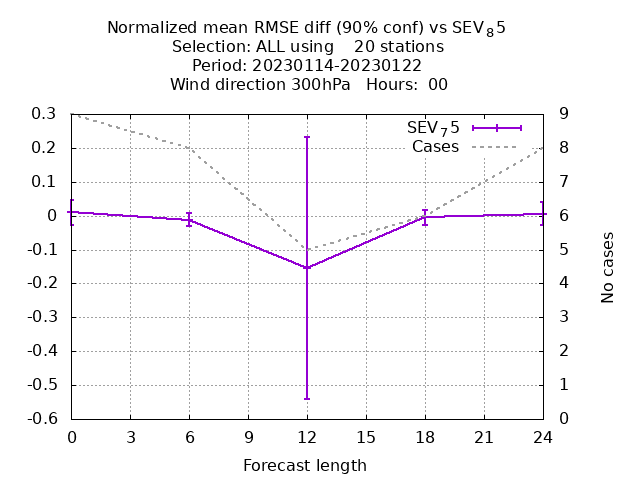 Normalized mean RMSE diff (90% conf) vs SEV₈5
Selection: ALL using    20 stations
Period: 20230114-20230122
Wind direction 300hPa   Hours:  00
0.3
0.2
0.1
0
-0.1
-0.2
-0.3
-0.4
-0.5
-0.6
SEV₇5
Cases
9
8
7
6
5
4
3
2
1
0
No cases
0 3 6 9 12 15 18 21 24
Forecast length